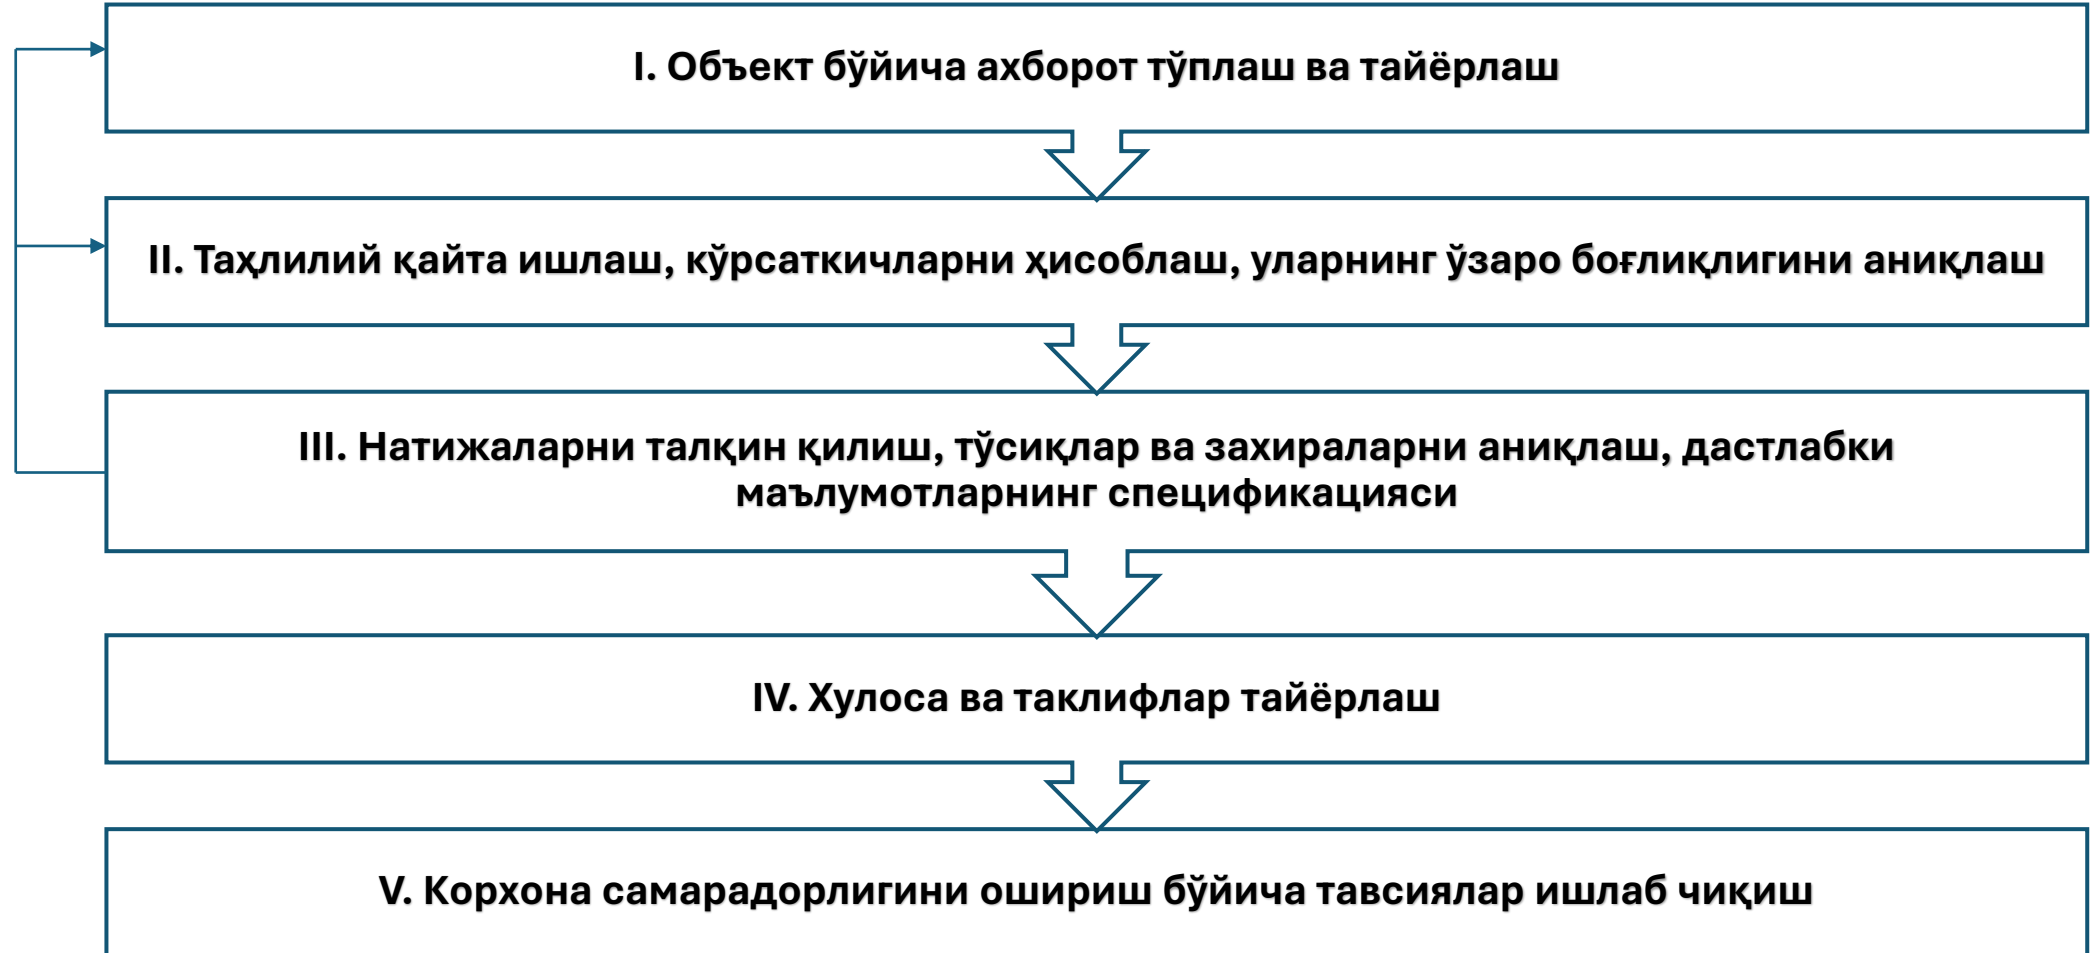 I. Объект бўйича ахборот тўплаш ва тайёрлаш
II. Таҳлилий қайта ишлаш, кўрсаткичларни ҳисоблаш, уларнинг ўзаро боғлиқлигини аниқлаш
III. Натижаларни талқин қилиш, тўсиқлар ва захираларни аниқлаш, дастлабки
маълумотларнинг спецификацияси
IV. Хулоса ва таклифлар тайёрлаш
V. Корхона самарадорлигини ошириш бўйича тавсиялар ишлаб чиқиш